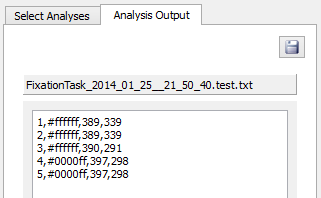 Select Analyses
Analysis Output
FixationTask_2014_01_25__21_50_40.test.txt
1,#ffffff,389,339
2,#ffffff,389,339
3,#ffffff,390,291
4,#0000ff,397,298
5,#0000ff,397,298